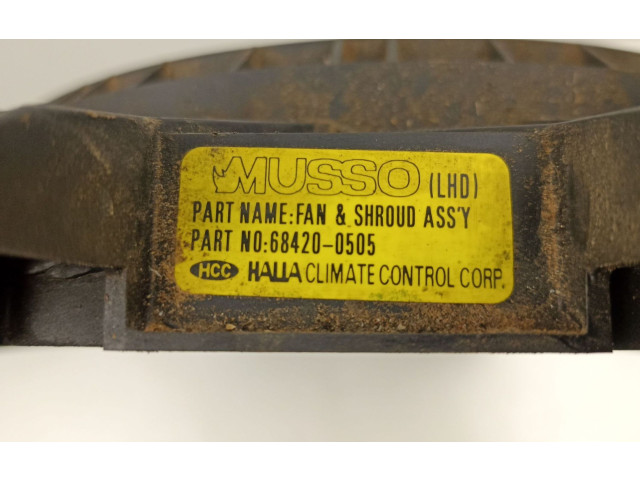 MUSSO (LHD)
PART NAME:FAN & SHROUD ASS'Y
PART NO:68420-0505
HCC HALLA CLIMATE CONTROL CORP.